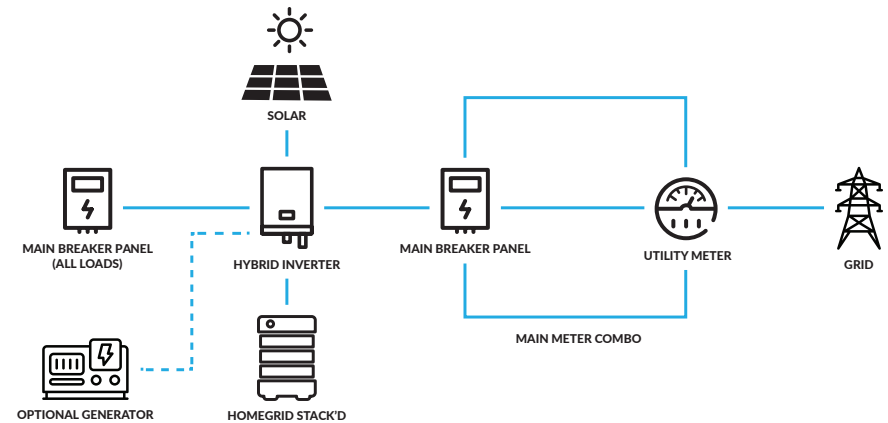 SOLAR
MAIN BREAKER PANEL
(ALL LOADS)
HYBRID INVERTER
MAIN BREAKER PANEL
UTILITY METER
GRID
MAIN METER COMBO
OPTIONAL GENERATOR
HOMEGRID STACK'D